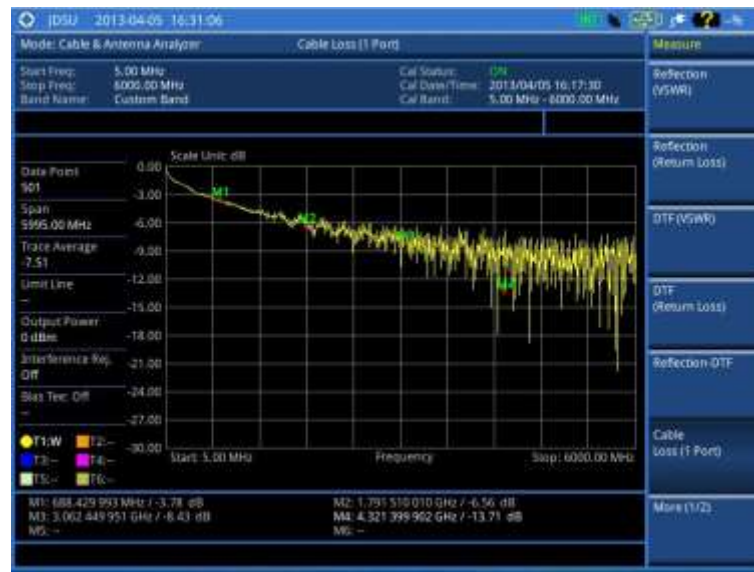 JDSU 2013-04-05 16:31:06
Mode: Cable & Antenna Analyzer
Cable Loss (1 Port)
Measure
Start Freq: 5.00 MHz
Stop Freq: 6000.00 MHz
Band Name: Custom Band
Cal Status: ON
Cal Date/Time: 2013/04/05 16:17:30
Cal Band: 5.00 MHz - 6000.00 MHz
Reflection
(VSWR)
Reflection
(Return Loss)
DTF (VSWR)
DTF
(Return Loss)
Reflection-DTF
Cable
Loss (1 Port)
More (1/2)
Data Point
501
Span
5995.00 MHz
Trace Average
-7.51
Limit Line
--
Output Power
0 dBm
Interference Rej.
Off
Bias Tee: Off
--
T1:W T2:--
T3:-- T4:--
T5:-- T6:--
Scale Unit: dB
0.00
-3.00
-6.00
-9.00
-12.00
-15.00
-18.00
-21.00
-24.00
-27.00
-30.00
M1
M2
M4
Start: 5.00 MHz
Frequency
Stop: 6000.00 MHz
M1: 688.429 993 MHz / -3.78 dB
M2: 1.791 510 010 GHz / -6.56 dB
M3: 3.062 449 951 GHz / -8.43 dB
M4: 4.321 399 902 GHz / -13.71 dB
M5: --
M6: --